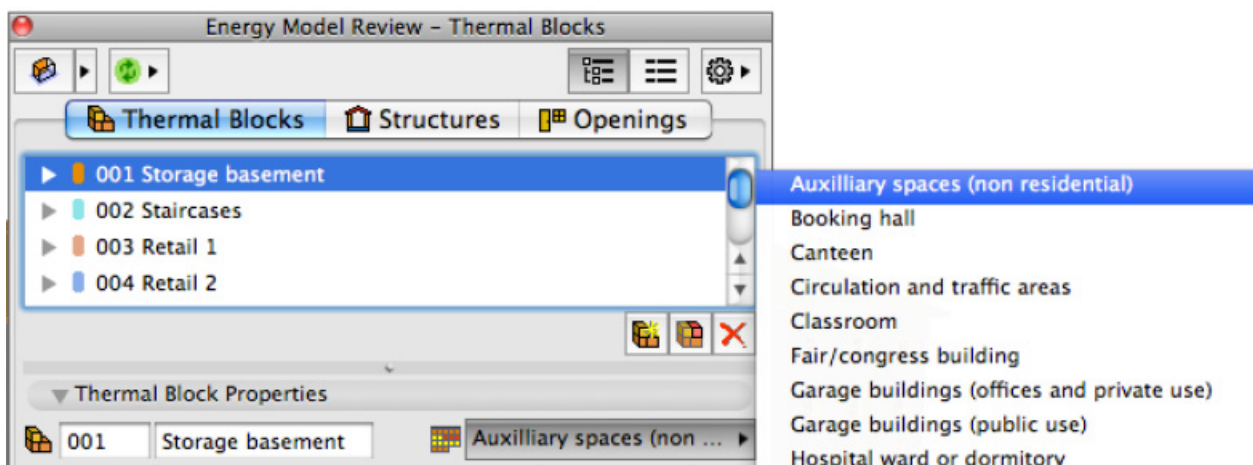 Energy Model Review – Thermal Blocks
Thermal Blocks
Structures
Openings
001 Storage basement
002 Staircases
003 Retail 1
004 Retail 2
Thermal Block Properties
001
Storage basement
Auxilliary spaces (non ...
Auxilliary spaces (non residential)
Booking hall
Canteen
Circulation and traffic areas
Classroom
Fair/congress building
Garage buildings (offices and private use)
Garage buildings (public use)
Hospital ward or dormitory